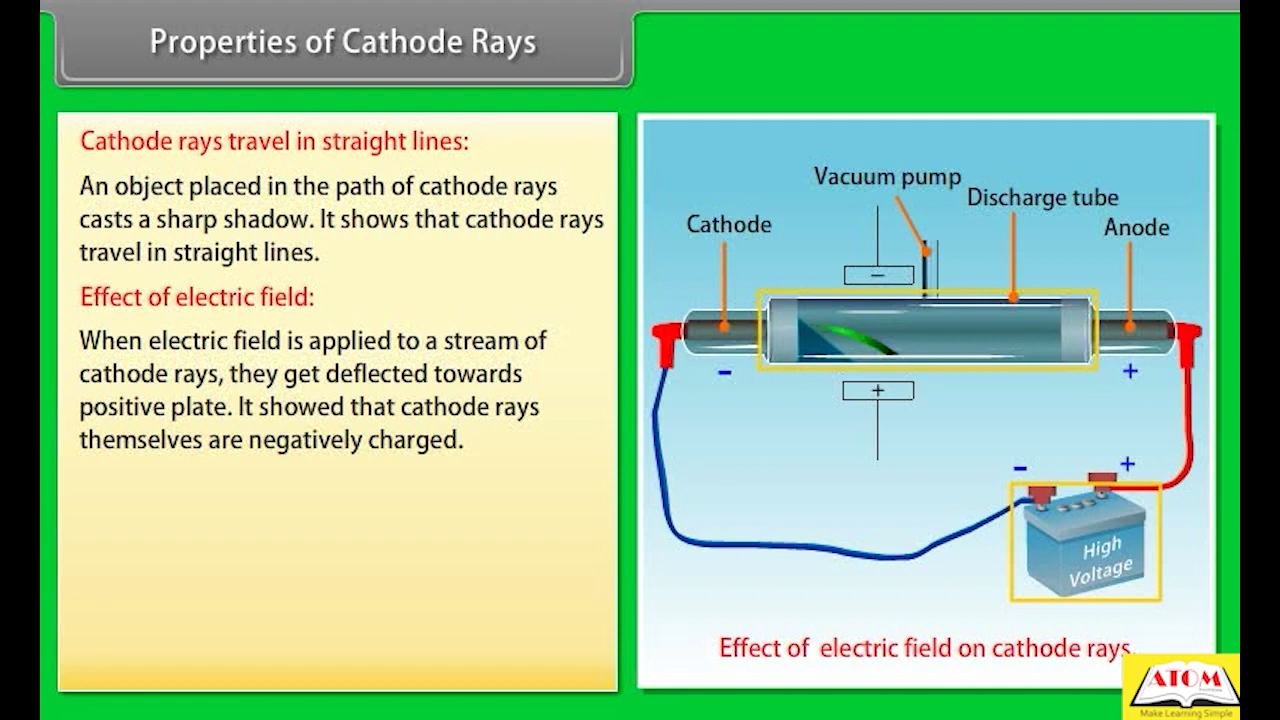 Properties of Cathode Rays
Cathode rays travel in straight lines:
An object placed in the path of cathode rays
casts a sharp shadow. It shows that cathode rays
travel in straight lines.
Effect of electric field:
When electric field is applied to a stream of
cathode rays, they get deflected towards
positive plate. It showed that cathode rays
themselves are negatively charged.
Vacuum pump
Discharge tube
Cathode
Anode
−
- +
+
- +
High
Voltage
Effect of electric field on cathode rays.
ATOM
Make Learning Simple